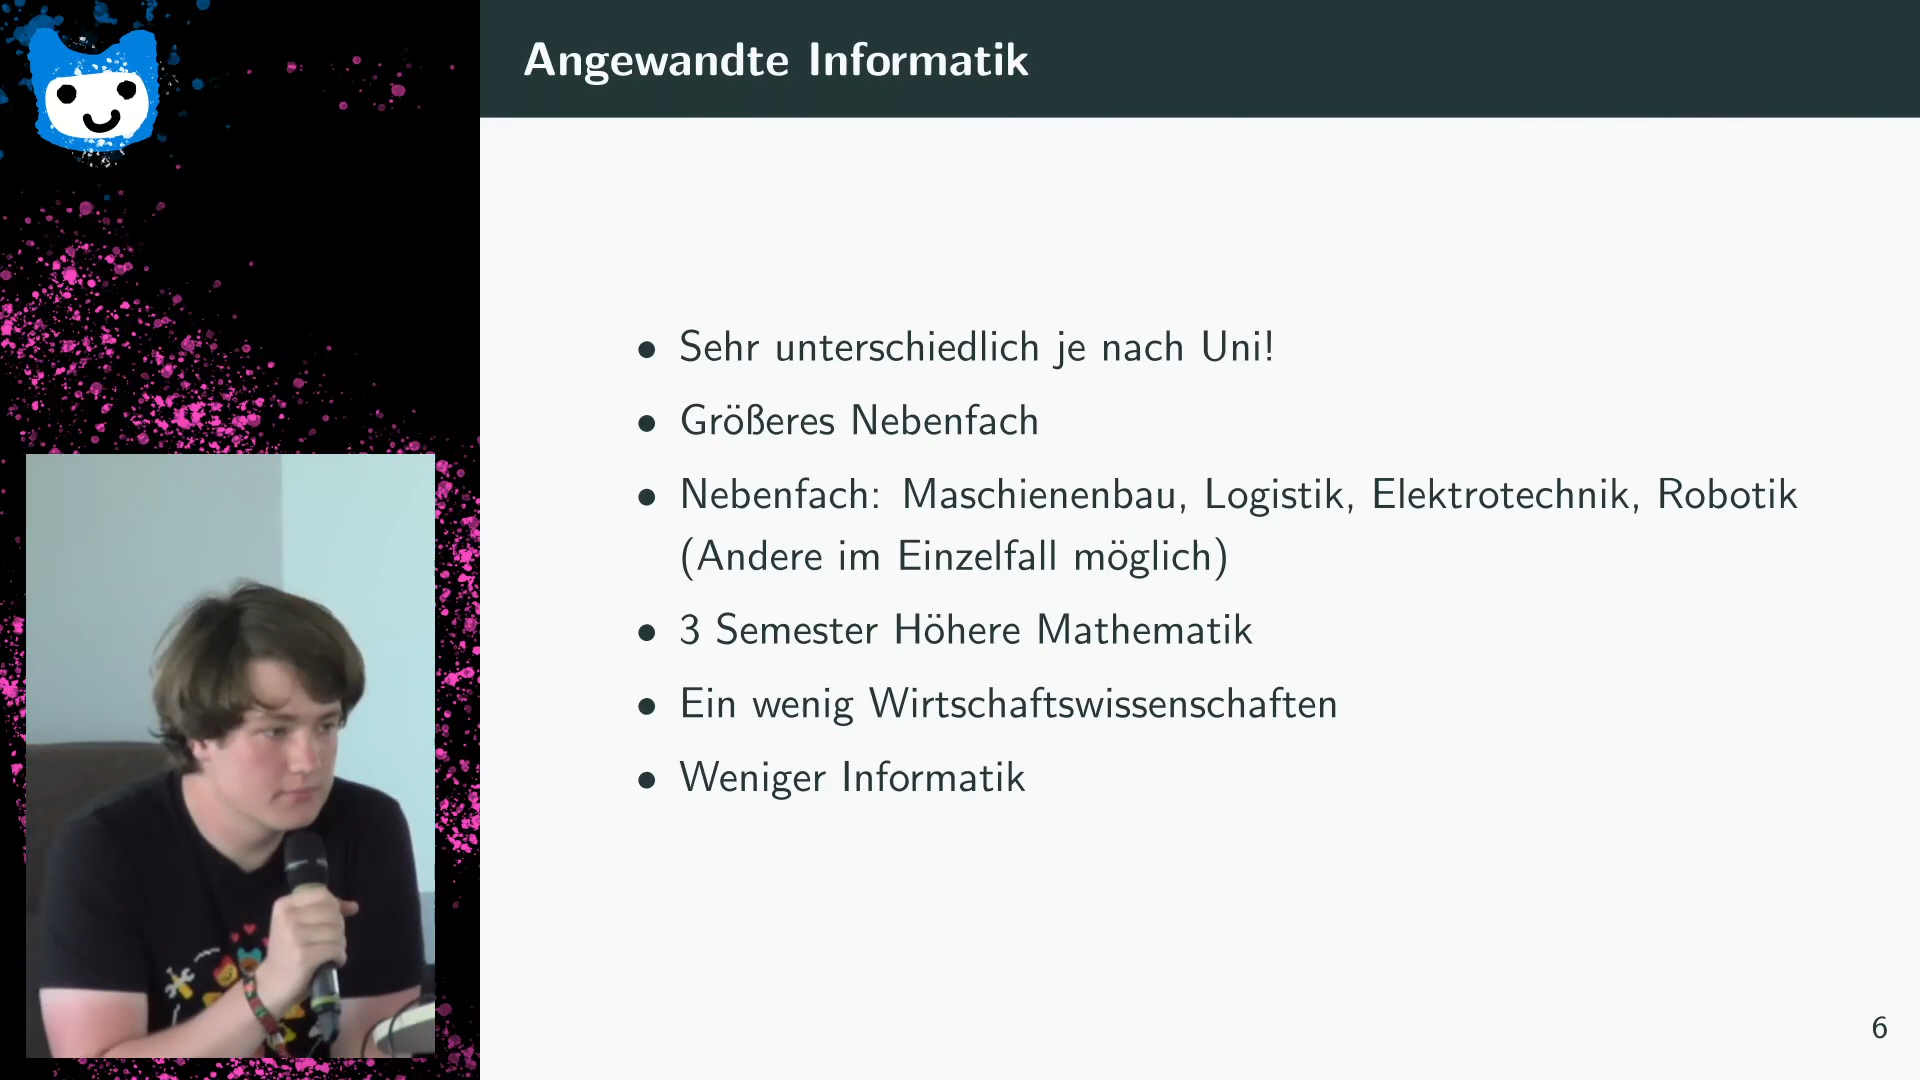 Angewandte Informatik
• Sehr unterschiedlich je nach Uni!
• Größeres Nebenfach
• Nebenfach: Maschienenbau, Logistik, Elektrotechnik, Robotik
(Andere im Einzelfall möglich)
• 3 Semester Höhere Mathematik
• Ein wenig Wirtschaftswissenschaften
• Weniger Informatik
6